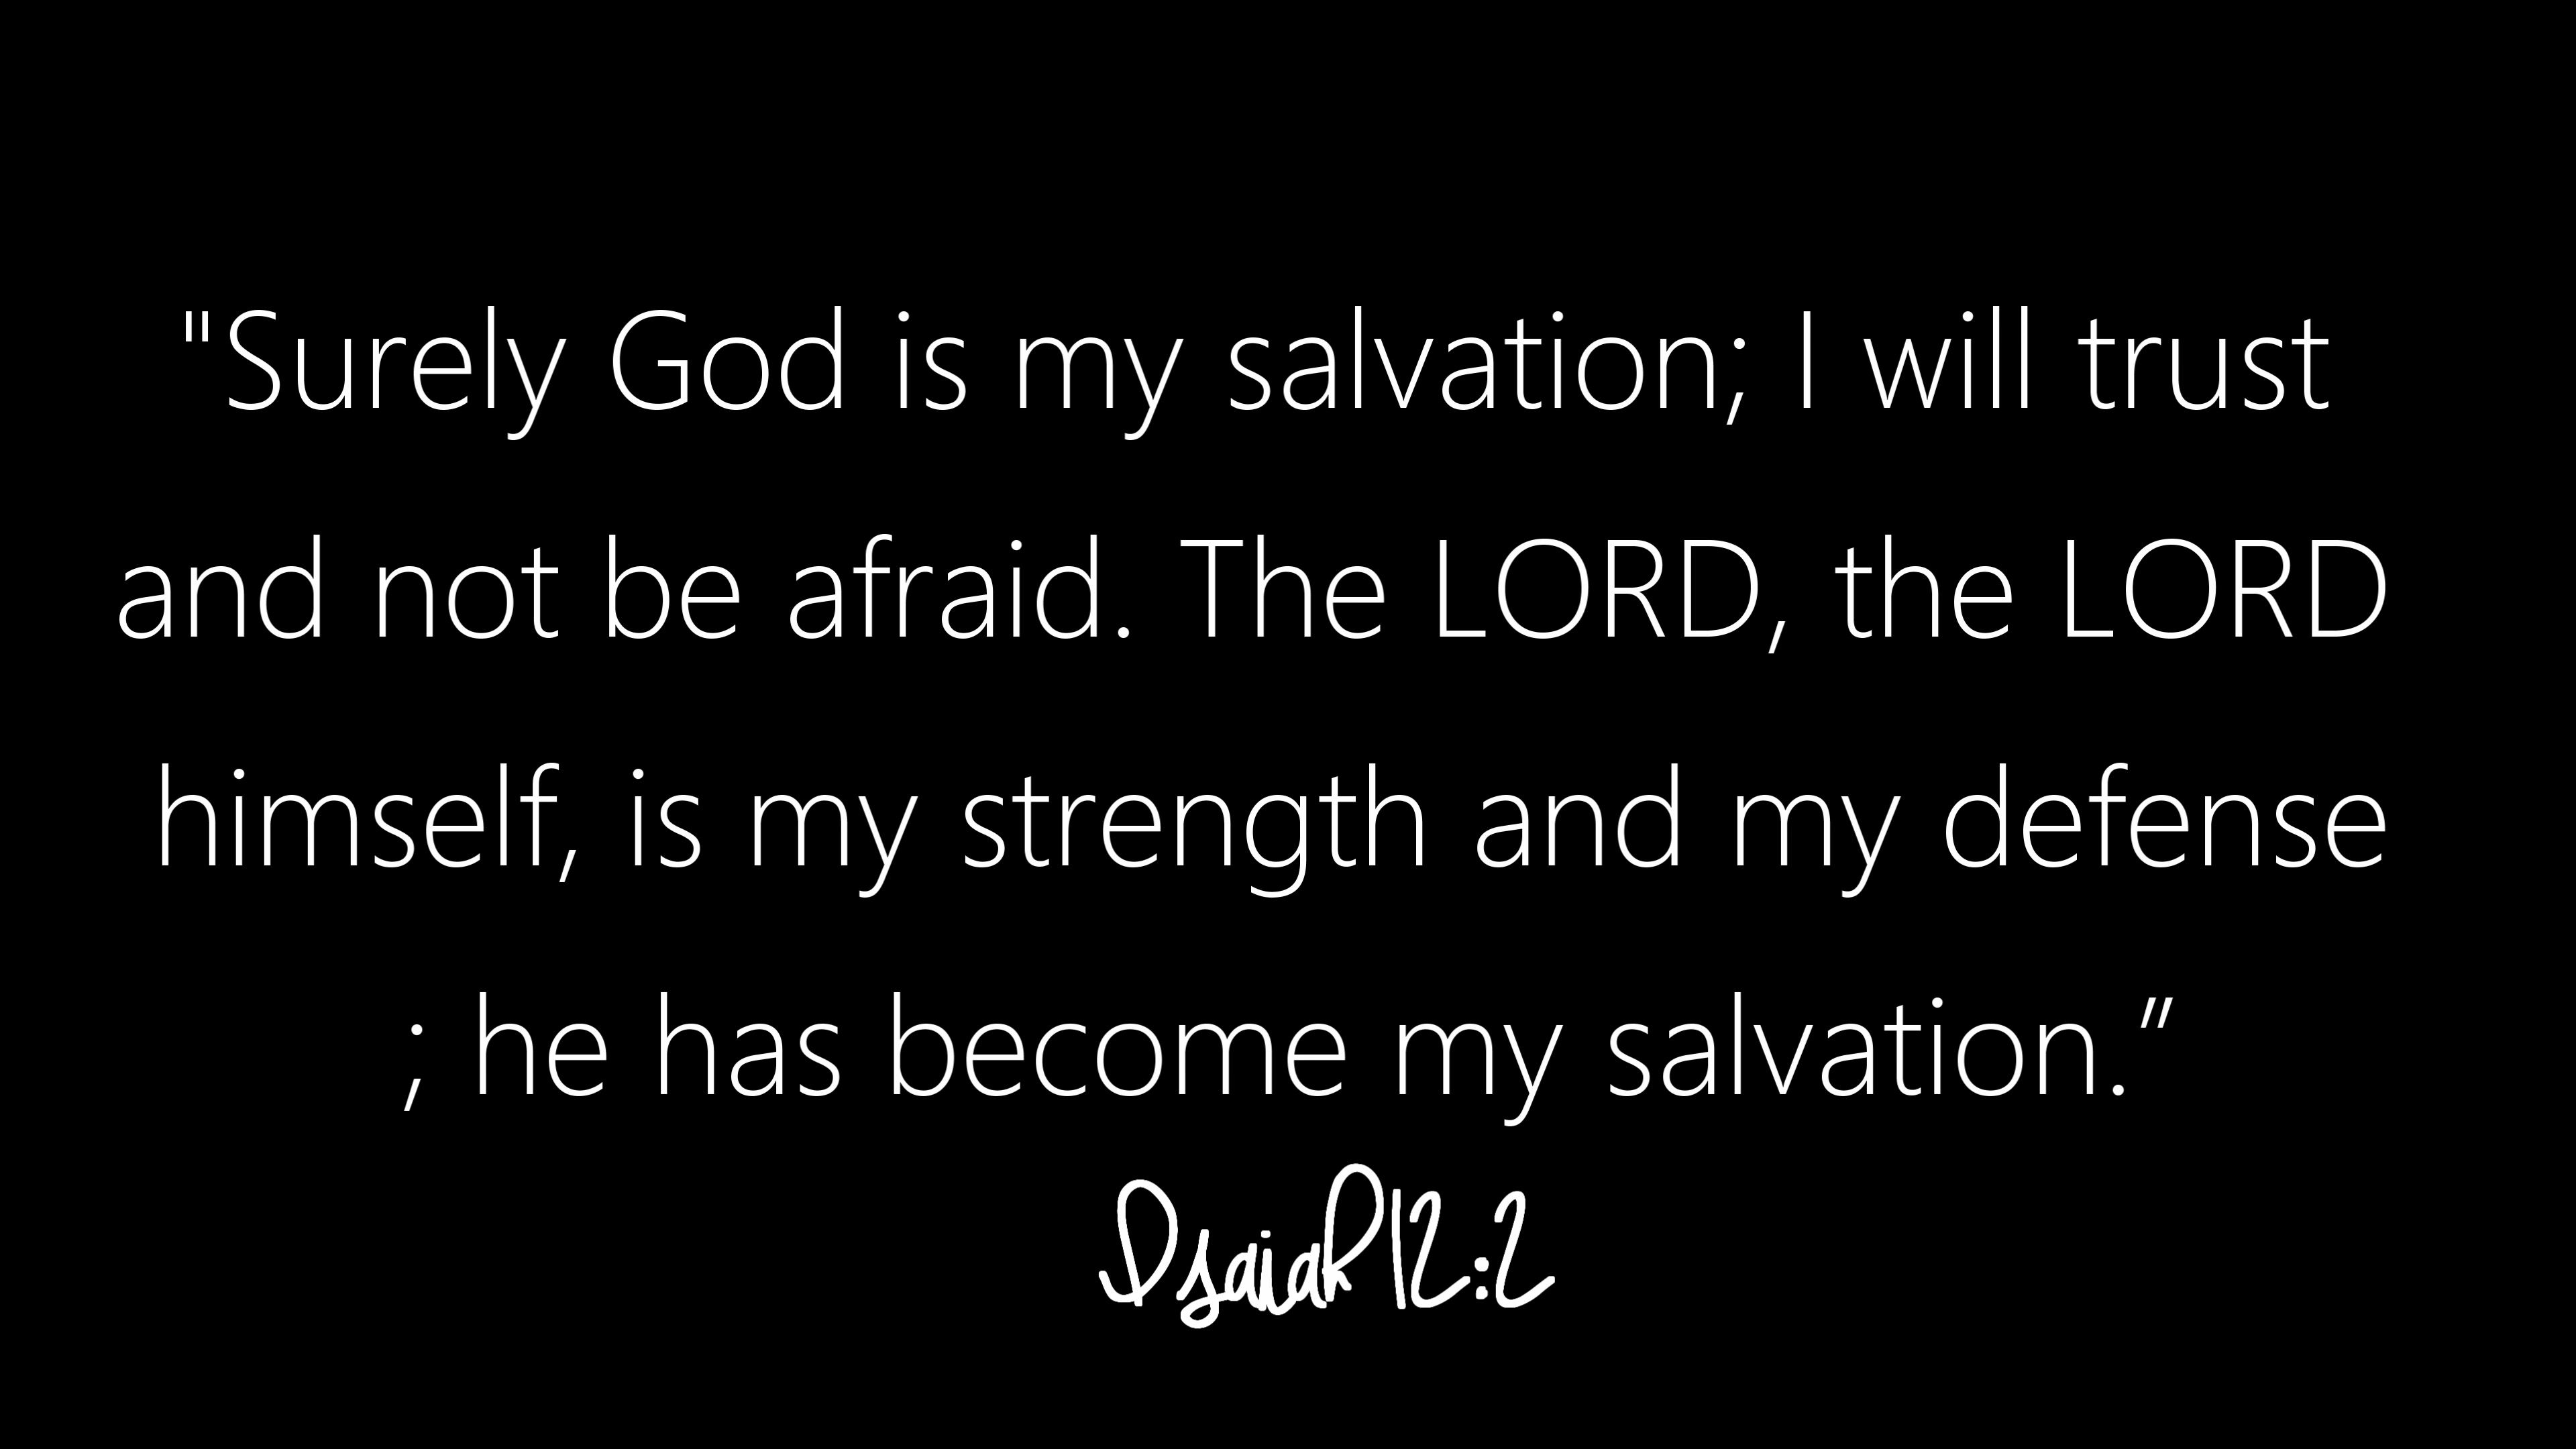 "Surely God is my salvation; I will trust
and not be afraid. The LORD, the LORD
himself, is my strength and my defense
; he has become my salvation.”
Isaiah 12:2